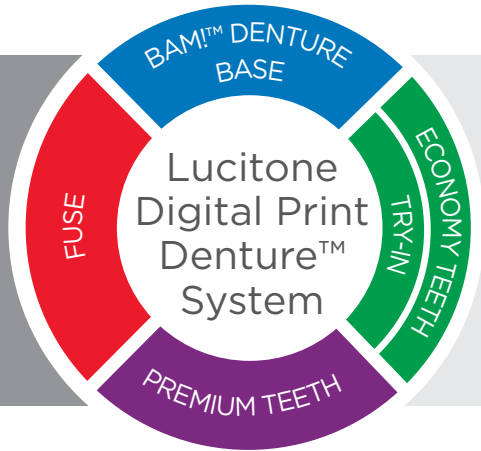 BAM!™ DENTURE
BASE
FUSE
Lucitone
Digital Print
Denture™
System
TRY-IN
ECONOMY TEETH
PREMIUM TEETH